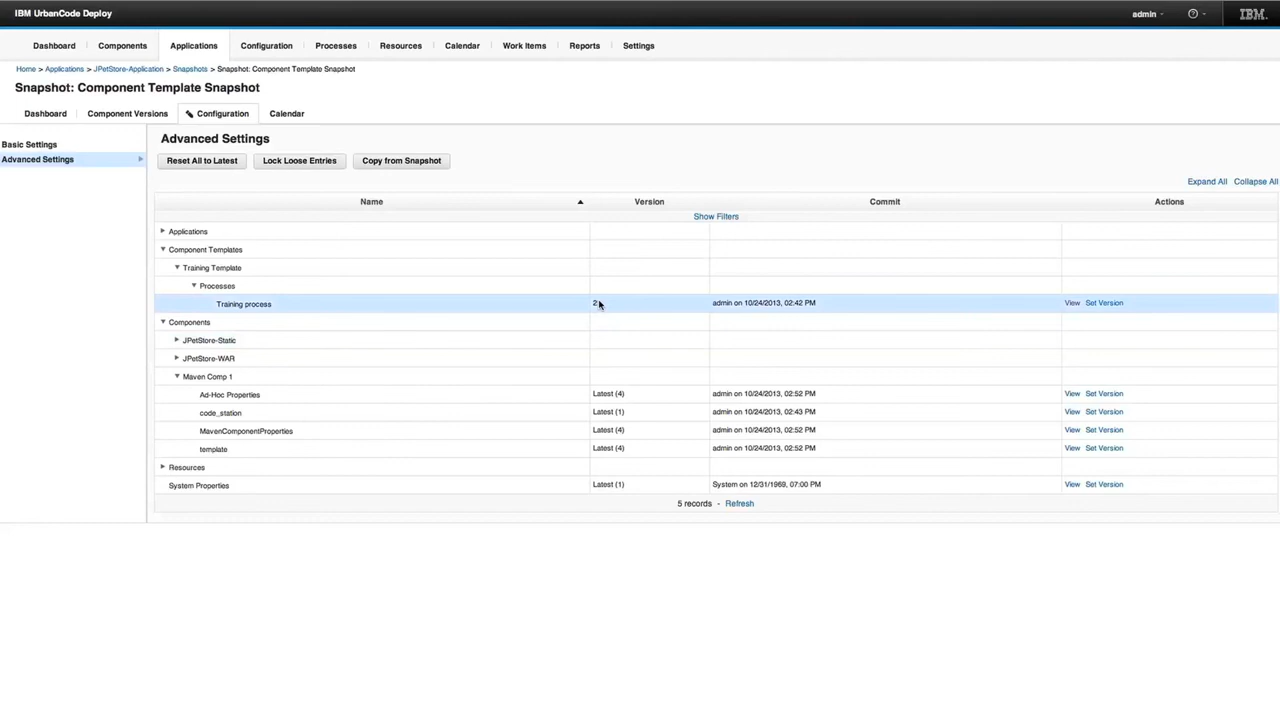 IBM UrbanCode Deploy admin IBM.
Dashboard Components Applications Configuration Processes Resources Calendar Work Items Reports Settings
Home > Applications > JPetStore-Application > Snapshots > Snapshot: Component Template Snapshot
Snapshot: Component Template Snapshot
Dashboard Component Versions Configuration Calendar
Basic Settings
Advanced Settings
Advanced Settings
Reset All to Latest Lock Loose Entries Copy from Snapshot
Expand All Collapse All
Name Version Commit Actions
Show Filters
Applications
Component Templates
Training Template
Processes
Training process 2 admin on 10/24/2013, 02:42 PM View Set Version
Components
JPetStore-Static
JPetStore-WAR
Maven Comp 1
Ad-Hoc Properties Latest (4) admin on 10/24/2013, 02:52 PM View Set Version
code_station Latest (1) admin on 10/24/2013, 02:43 PM View Set Version
MavenComponentProperties Latest (4) admin on 10/24/2013, 02:52 PM View Set Version
template Latest (4) admin on 10/24/2013, 02:52 PM View Set Version
Resources
System Properties Latest (1) System on 12/31/1969, 07:00 PM View Set Version
5 records - Refresh